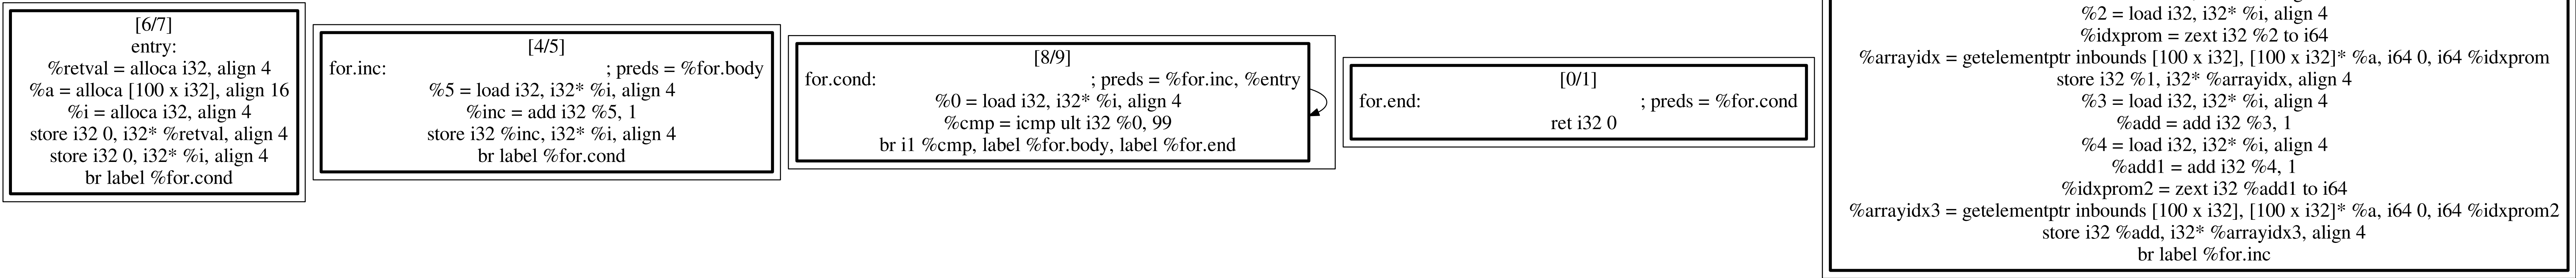 [6/7]
entry:
%retval = alloca i32, align 4
%a = alloca [100 x i32], align 16
%i = alloca i32, align 4
store i32 0, i32* %retval, align 4
store i32 0, i32* %i, align 4
br label %for.cond
[4/5]
for.inc: ; preds = %for.body
%5 = load i32, i32* %i, align 4
%inc = add i32 %5, 1
store i32 %inc, i32* %i, align 4
br label %for.cond
[8/9]
for.cond: ; preds = %for.inc, %entry
%0 = load i32, i32* %i, align 4
%cmp = icmp ult i32 %0, 99
br i1 %cmp, label %for.body, label %for.end
[0/1]
for.end: ; preds = %for.cond
ret i32 0
%2 = load i32, i32* %i, align 4
%idxprom = zext i32 %2 to i64
%arrayidx = getelementptr inbounds [100 x i32], [100 x i32]* %a, i64 0, i64 %idxprom
store i32 %1, i32* %arrayidx, align 4
%3 = load i32, i32* %i, align 4
%add = add i32 %3, 1
%4 = load i32, i32* %i, align 4
%add1 = add i32 %4, 1
%idxprom2 = zext i32 %add1 to i64
%arrayidx3 = getelementptr inbounds [100 x i32], [100 x i32]* %a, i64 0, i64 %idxprom2
store i32 %add, i32* %arrayidx3, align 4
br label %for.inc